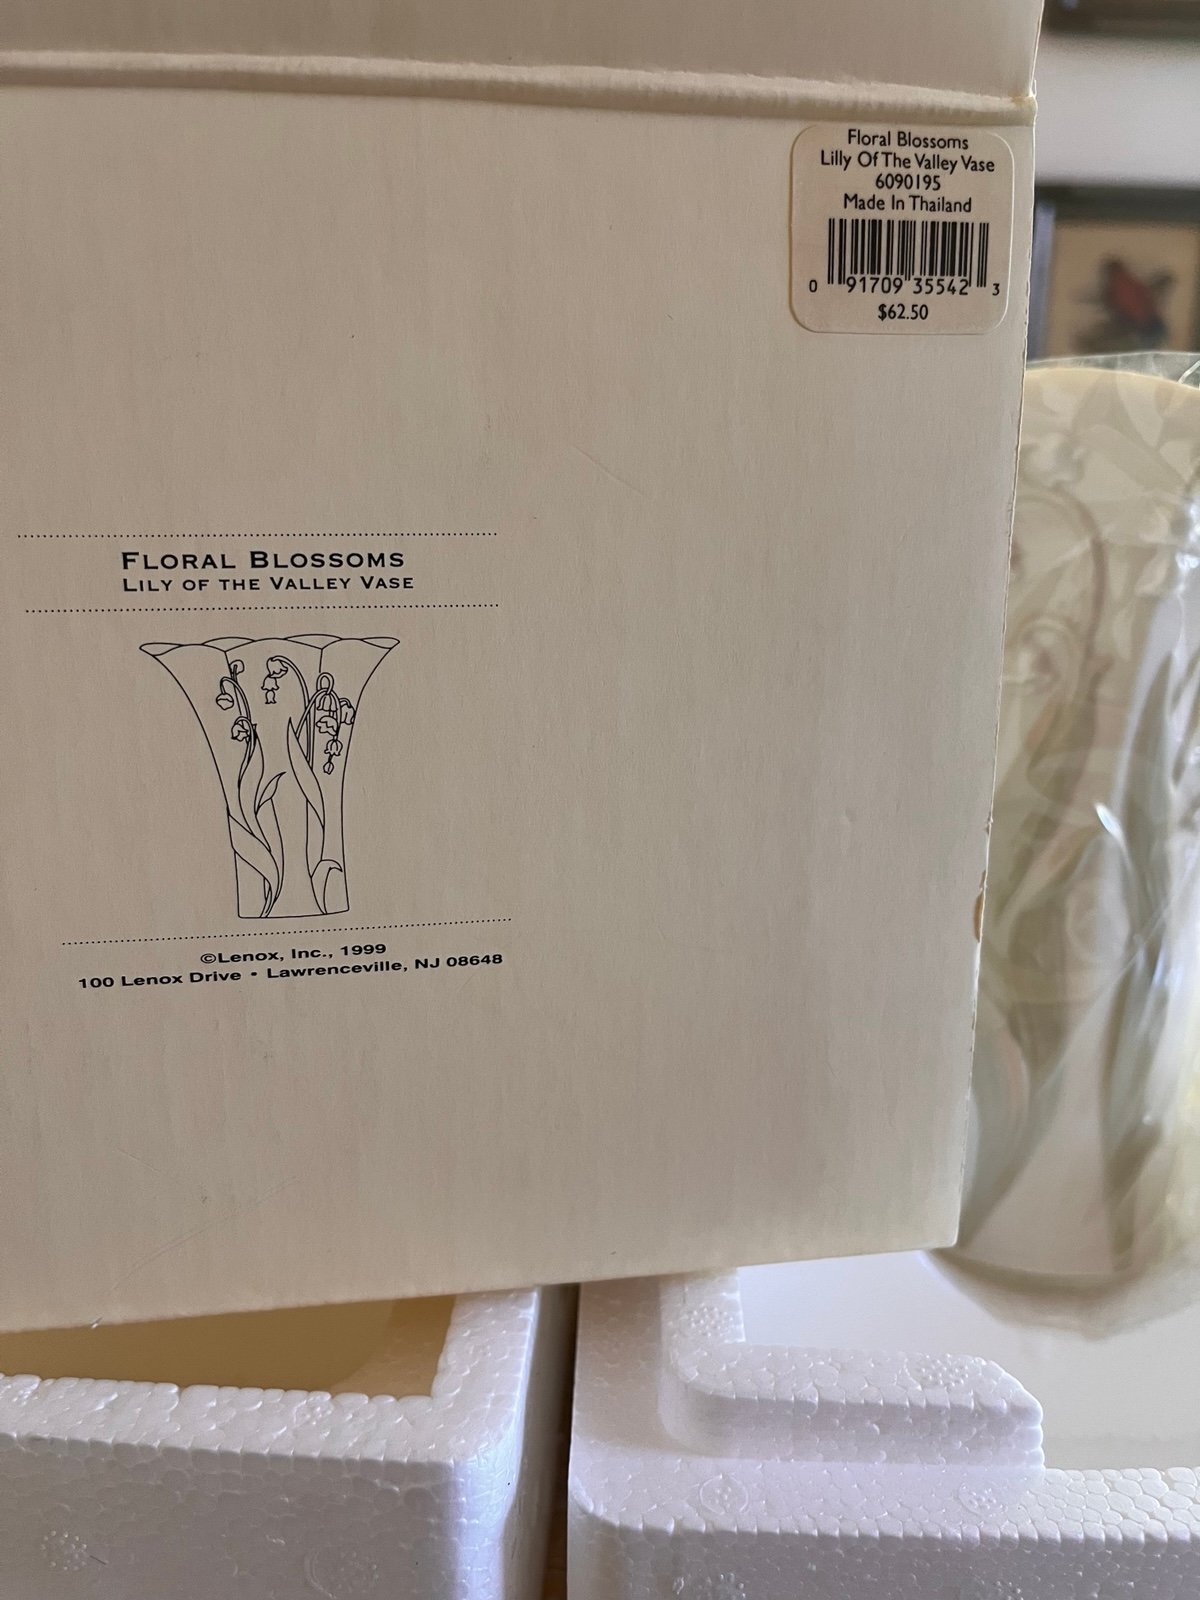 Floral Blossoms
Lilly Of The Valley Vase
6090195
Made In Thailand
0 91709 35542 3
$62.50
FLORAL BLOSSOMS
LILY OF THE VALLEY VASE
©Lenox, Inc., 1999
100 Lenox Drive • Lawrenceville, NJ 08648